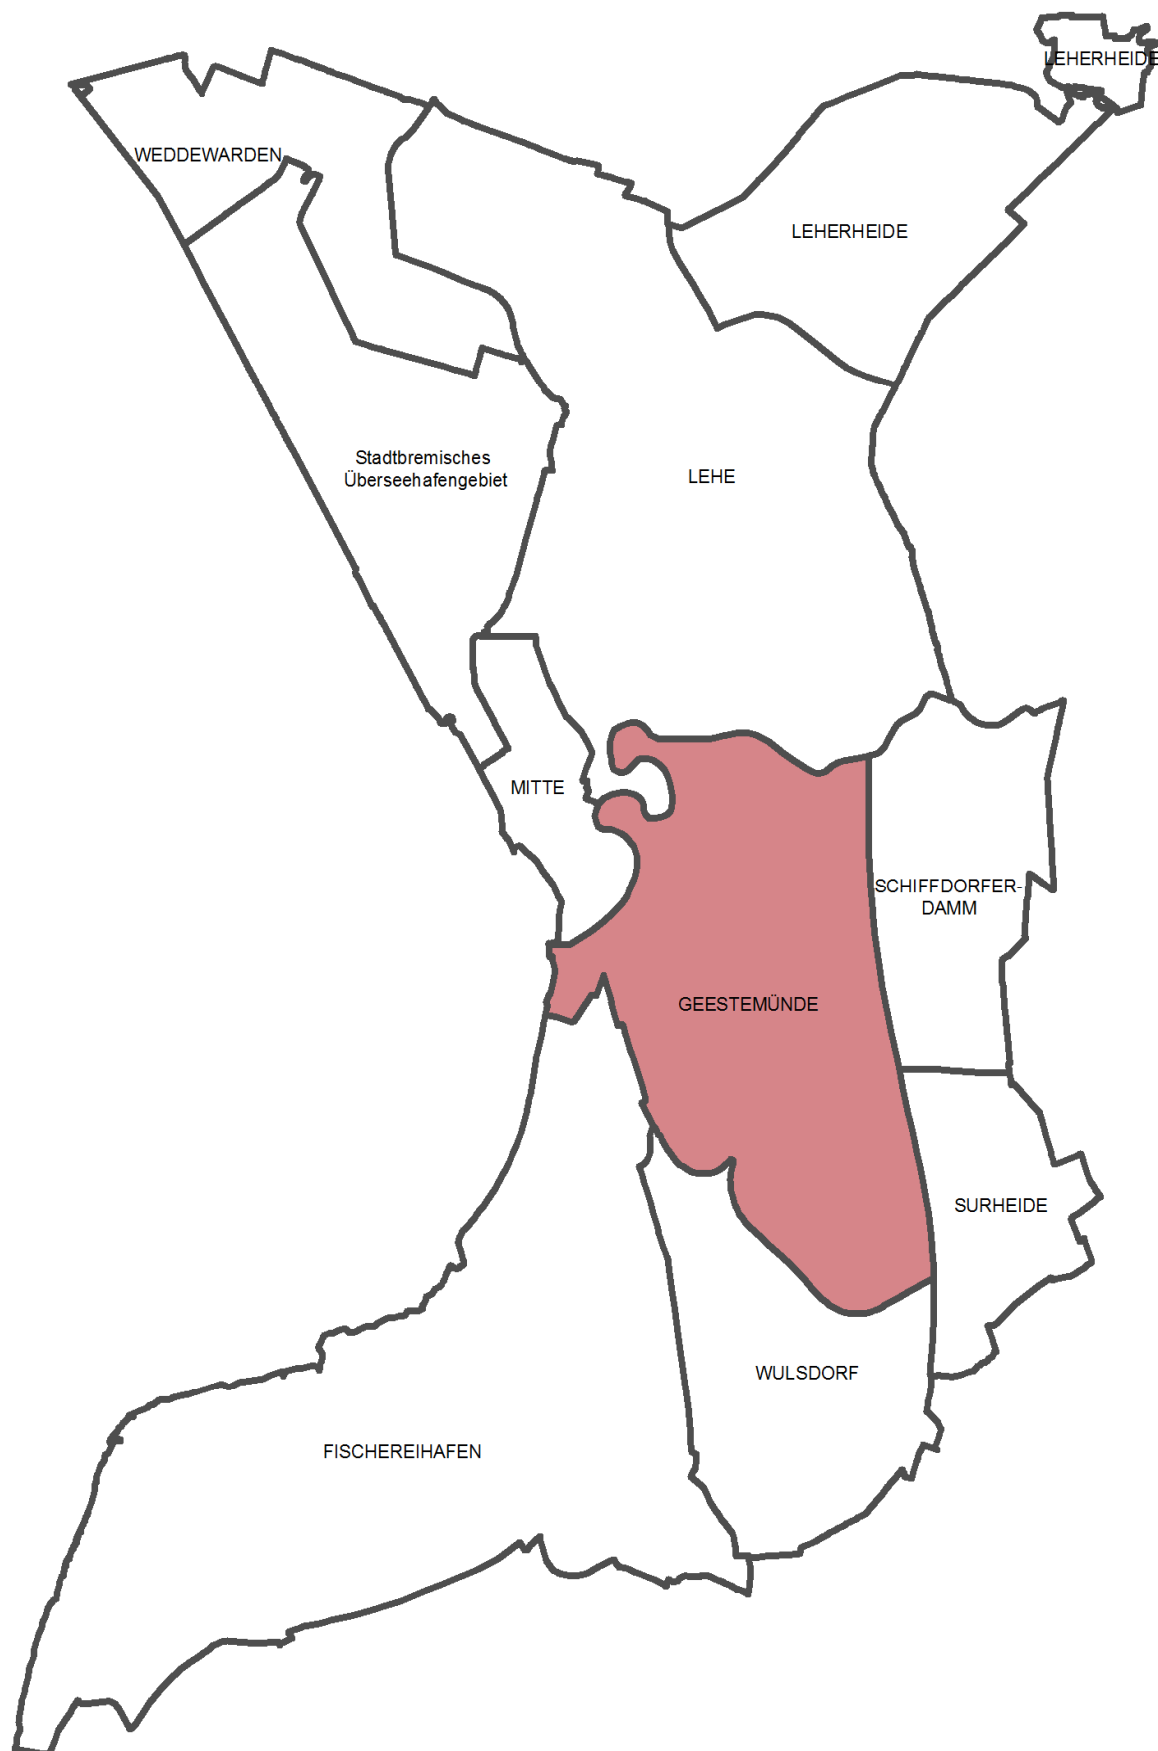 LEHERHEIDE
WEDDEWARDEN
LEHERHEIDE
Stadtbremisches
Überseehafengebiet
LEHE
MITTE
SCHIFFDORFER-
DAMM
GEESTEMÜNDE
SURHEIDE
WULSDORF
FISCHEREIHAFEN